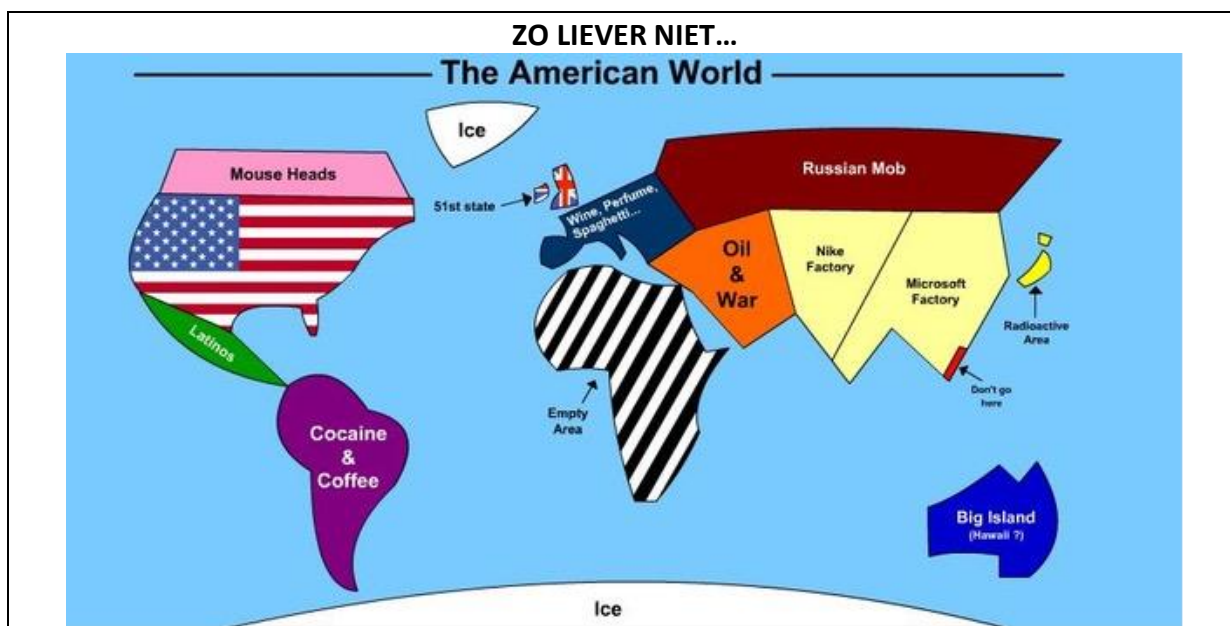 ZO LIEVER NIET…
The American World
Ice
Mouse Heads
Russian Mob
51st state
Wine, Perfume,
Spaghetti...
Oil
&
War
Nike
Factory
Microsoft
Factory
Radioactive
Area
Latinos
Don't go
here
Empty
Area
Cocaine
&
Coffee
Big Island
(Hawaii ?)
Ice